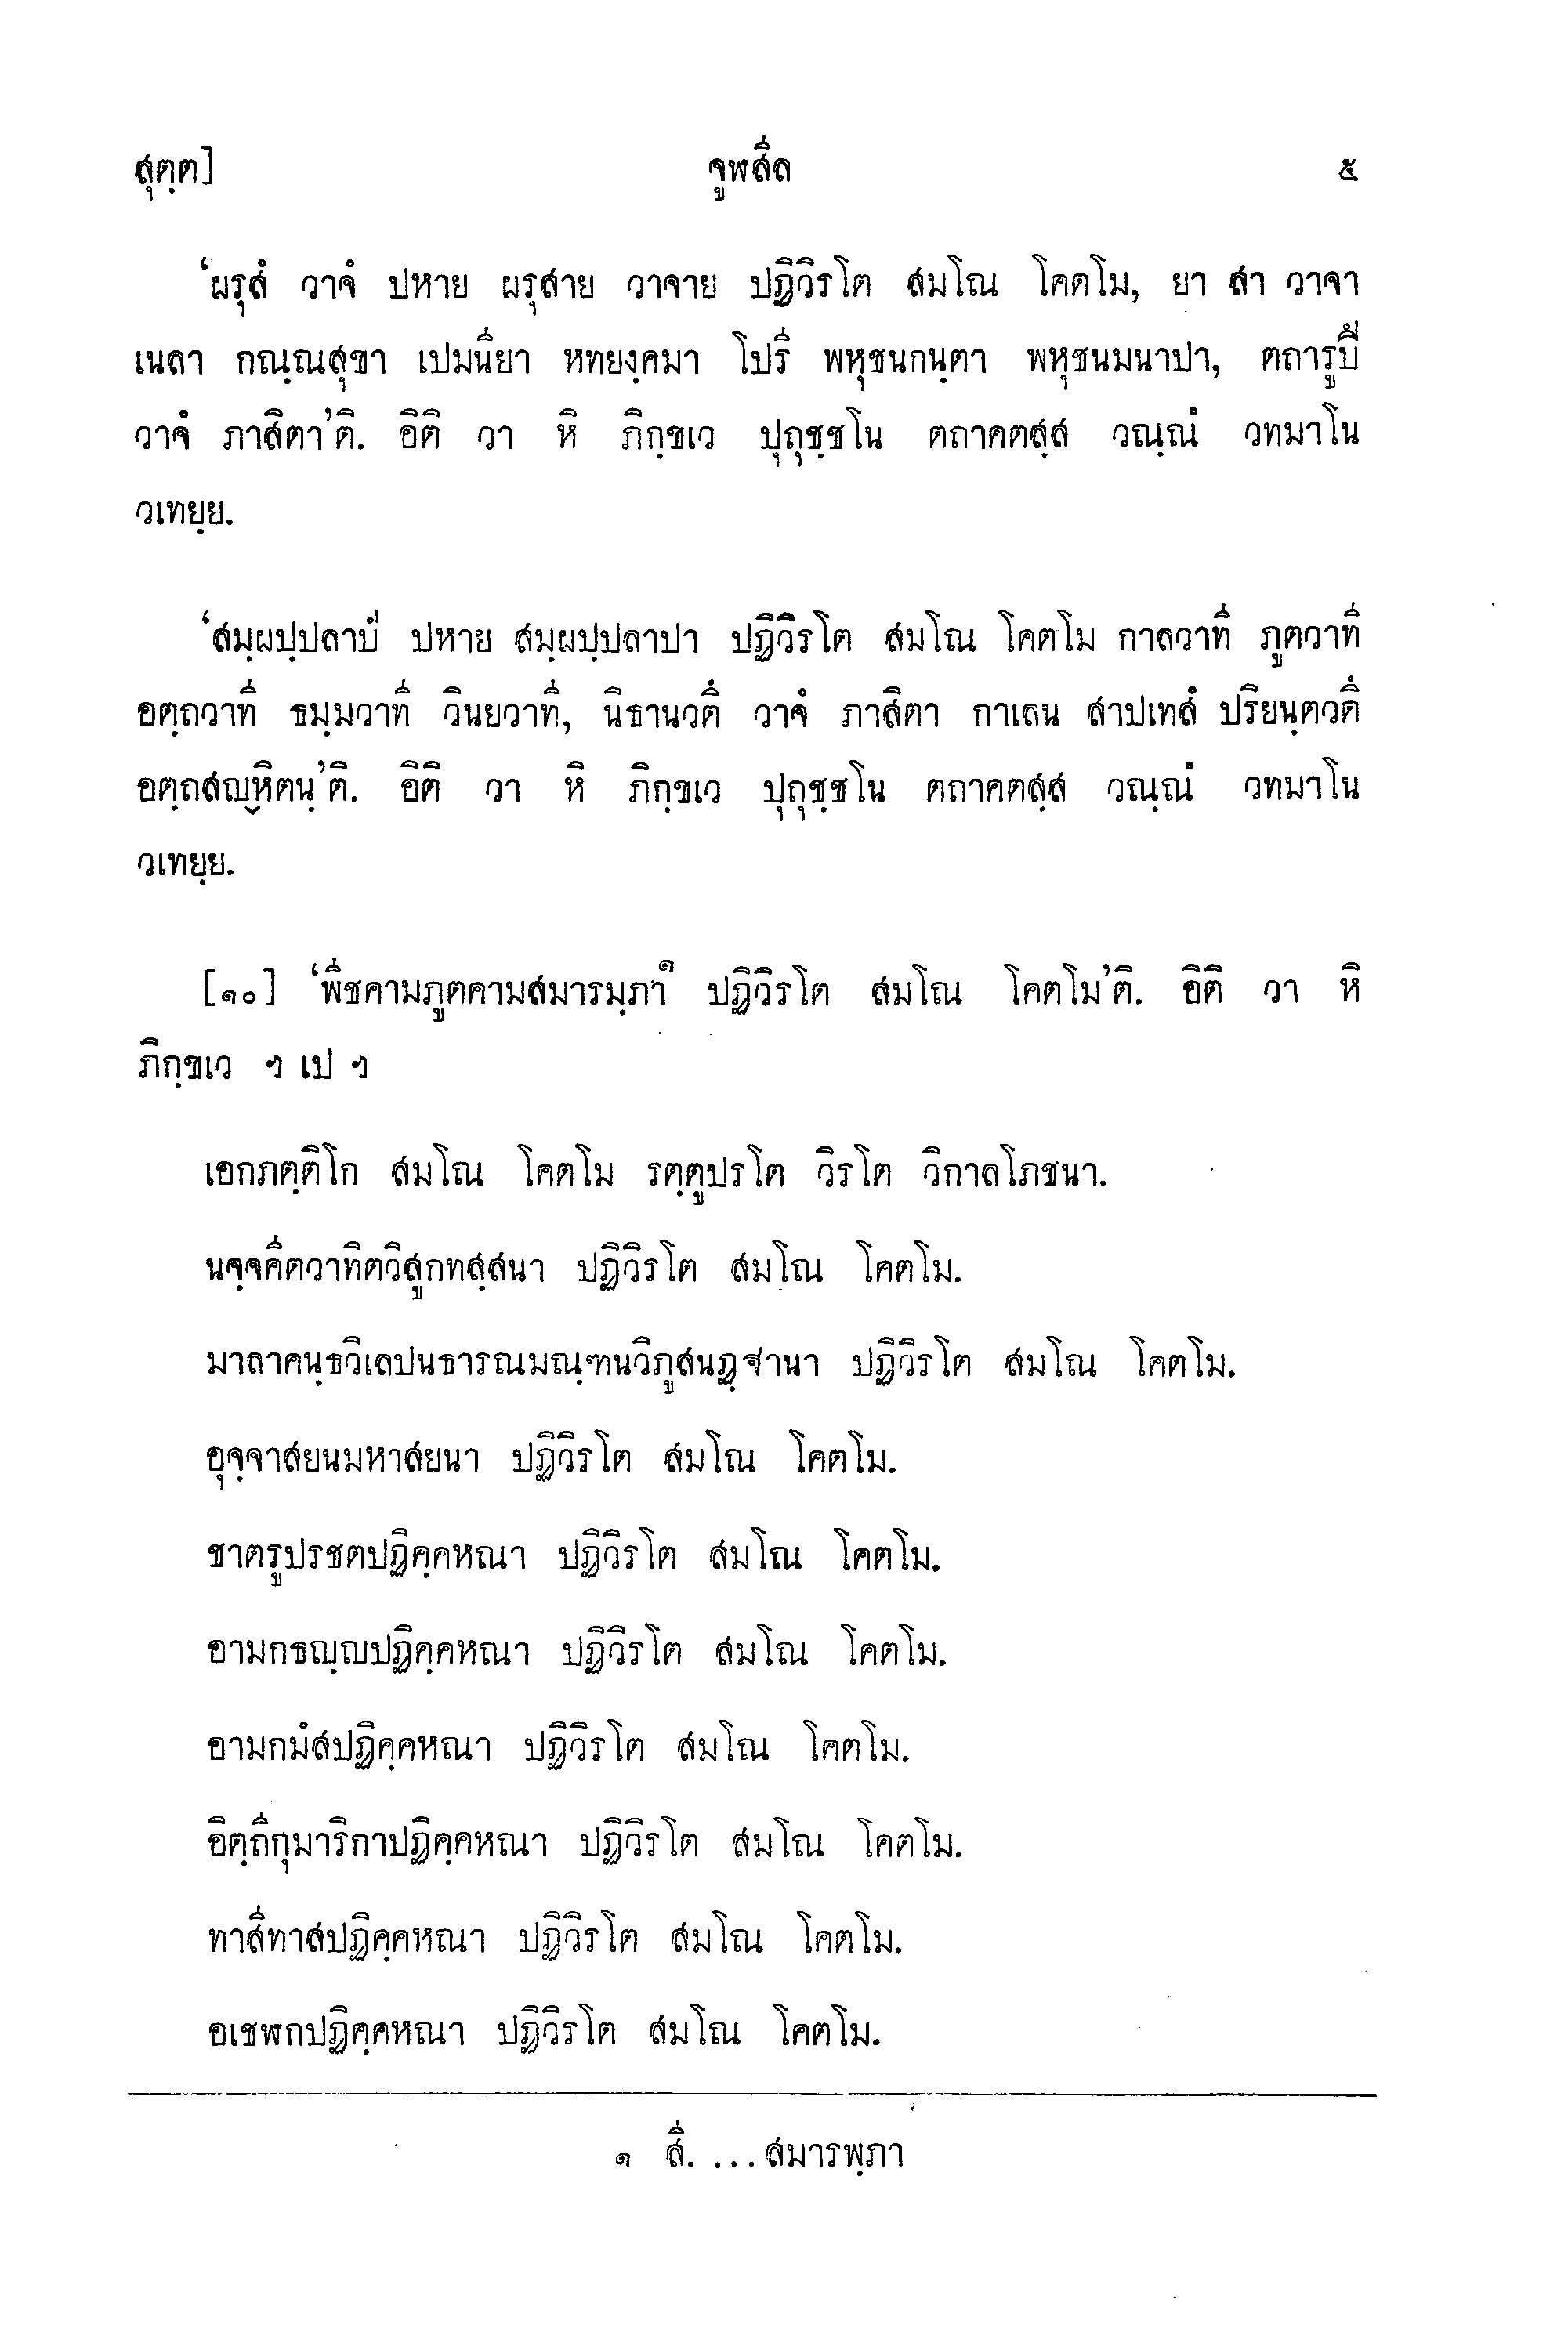 สุตฺต] จูฬสีล ๕
‘ผรุสํ วาจํ ปหาย ผรุสาย วาจาย ปฏิวิรโต สมโณ โคตโม, ยา สา วาจา
เนลา กณฺณสุขา เปมนียา หทยงฺคมา โปรี พหุชนกนฺตา พหุชนมนาปา, ตถารูปึ
วาจํ ภาสิตา’ติ. อิติ วา หิ ภิกฺขเว ปุถุชฺชโน ตถาคตสฺส วณฺณํ วทมาโน
วเทยฺย.
‘สมฺผปฺปลาปํ ปหาย สมฺผปฺปลาปา ปฏิวิรโต สมโณ โคตโม กาลวาที ภูตวาที
อตฺถวาที ธมฺมวาที วินยวาที, นิธานวตึ วาจํ ภาสิตา กาเลน สาปเทสํ ปริยนฺตวตึ
อตฺถสญฺหิตนฺ’ติ. อิติ วา หิ ภิกฺขเว ปุถุชฺชโน ตถาคตสฺส วณฺณํ วทมาโน
วเทยฺย.
[๑๐] ‘พีชคามภูตคามสมารมฺภา๑ ปฏิวิรโต สมโณ โคตโม’ติ. อิติ วา หิ
ภิกฺขเว ฯ เป ฯ
เอกภตฺติโก สมโณ โคตโม รตฺตูปรโต วิรโต วิกาลโภชนา.
นจฺจคีตวาทิตวิสูกทสฺสนา ปฏิวิรโต สมโณ โคตโม.
มาลาคนฺธวิเลปนธารณมณฺฑนวิภูสนฏฺฐานา ปฏิวิรโต สมโณ โคตโม.
อุจฺจาสยนมหาสยนา ปฏิวิรโต สมโณ โคตโม.
ชาตรูปรชตปฏิคฺคหณา ปฏิวิรโต สมโณ โคตโม.
อามกธญฺญปฏิคฺคหณา ปฏิวิรโต สมโณ โคตโม.
อามกมํสปฏิคฺคหณา ปฏิวิรโต สมโณ โคตโม.
อิตฺถีกุมาริกาปฏิคฺคหณา ปฏิวิรโต สมโณ โคตโม.
ทาสีทาสปฏิคฺคหณา ปฏิวิรโต สมโณ โคตโม.
อเชฬกปฏิคฺคหณา ปฏิวิรโต สมโณ โคตโม.
๑ สี. ...สมารพฺภา